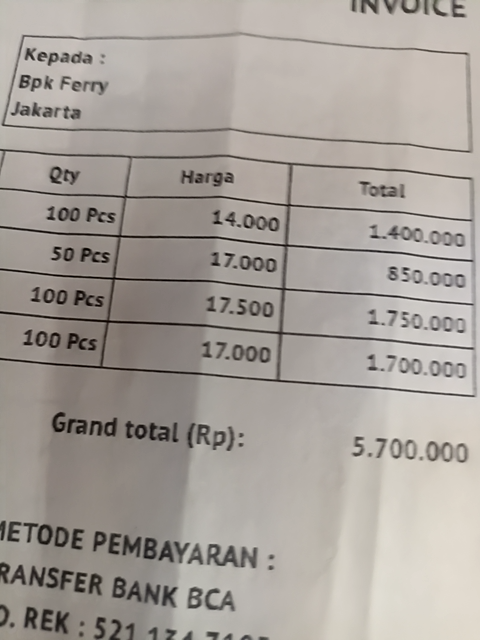 INVOICE
Kepada :
Bpk Ferry
Jakarta
Qty Harga Total
100 Pcs 14.000 1.400.000
50 Pcs 17.000 850.000
100 Pcs 17.500 1.750.000
100 Pcs 17.000 1.700.000
Grand total (Rp): 5.700.000
METODE PEMBAYARAN :
TRANSFER BANK BCA
O. REK : 521